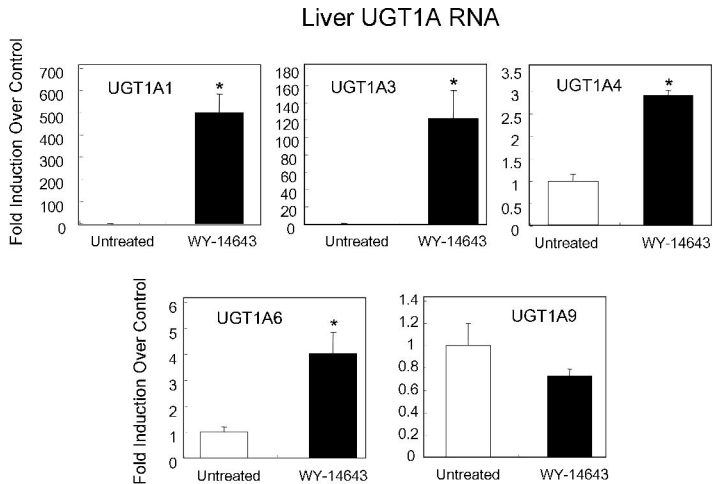 Liver UGT1A RNA
Fold Induction Over Control
700
600
500
400
300
200
100
0
UGT1A1
*
Untreated
WY-14643
180
160
140
120
100
80
60
40
20
0
UGT1A3
*
Untreated
WY-14643
3.5
3
2.5
2
1.5
1
0.5
0
UGT1A4
*
Untreated
WY-14643
Fold Induction Over Control
6
5
4
3
2
1
0
UGT1A6
*
Untreated
WY-14643
1.4
1.2
1
0.8
0.6
0.4
0.2
0
UGT1A9
Untreated
WY-14643